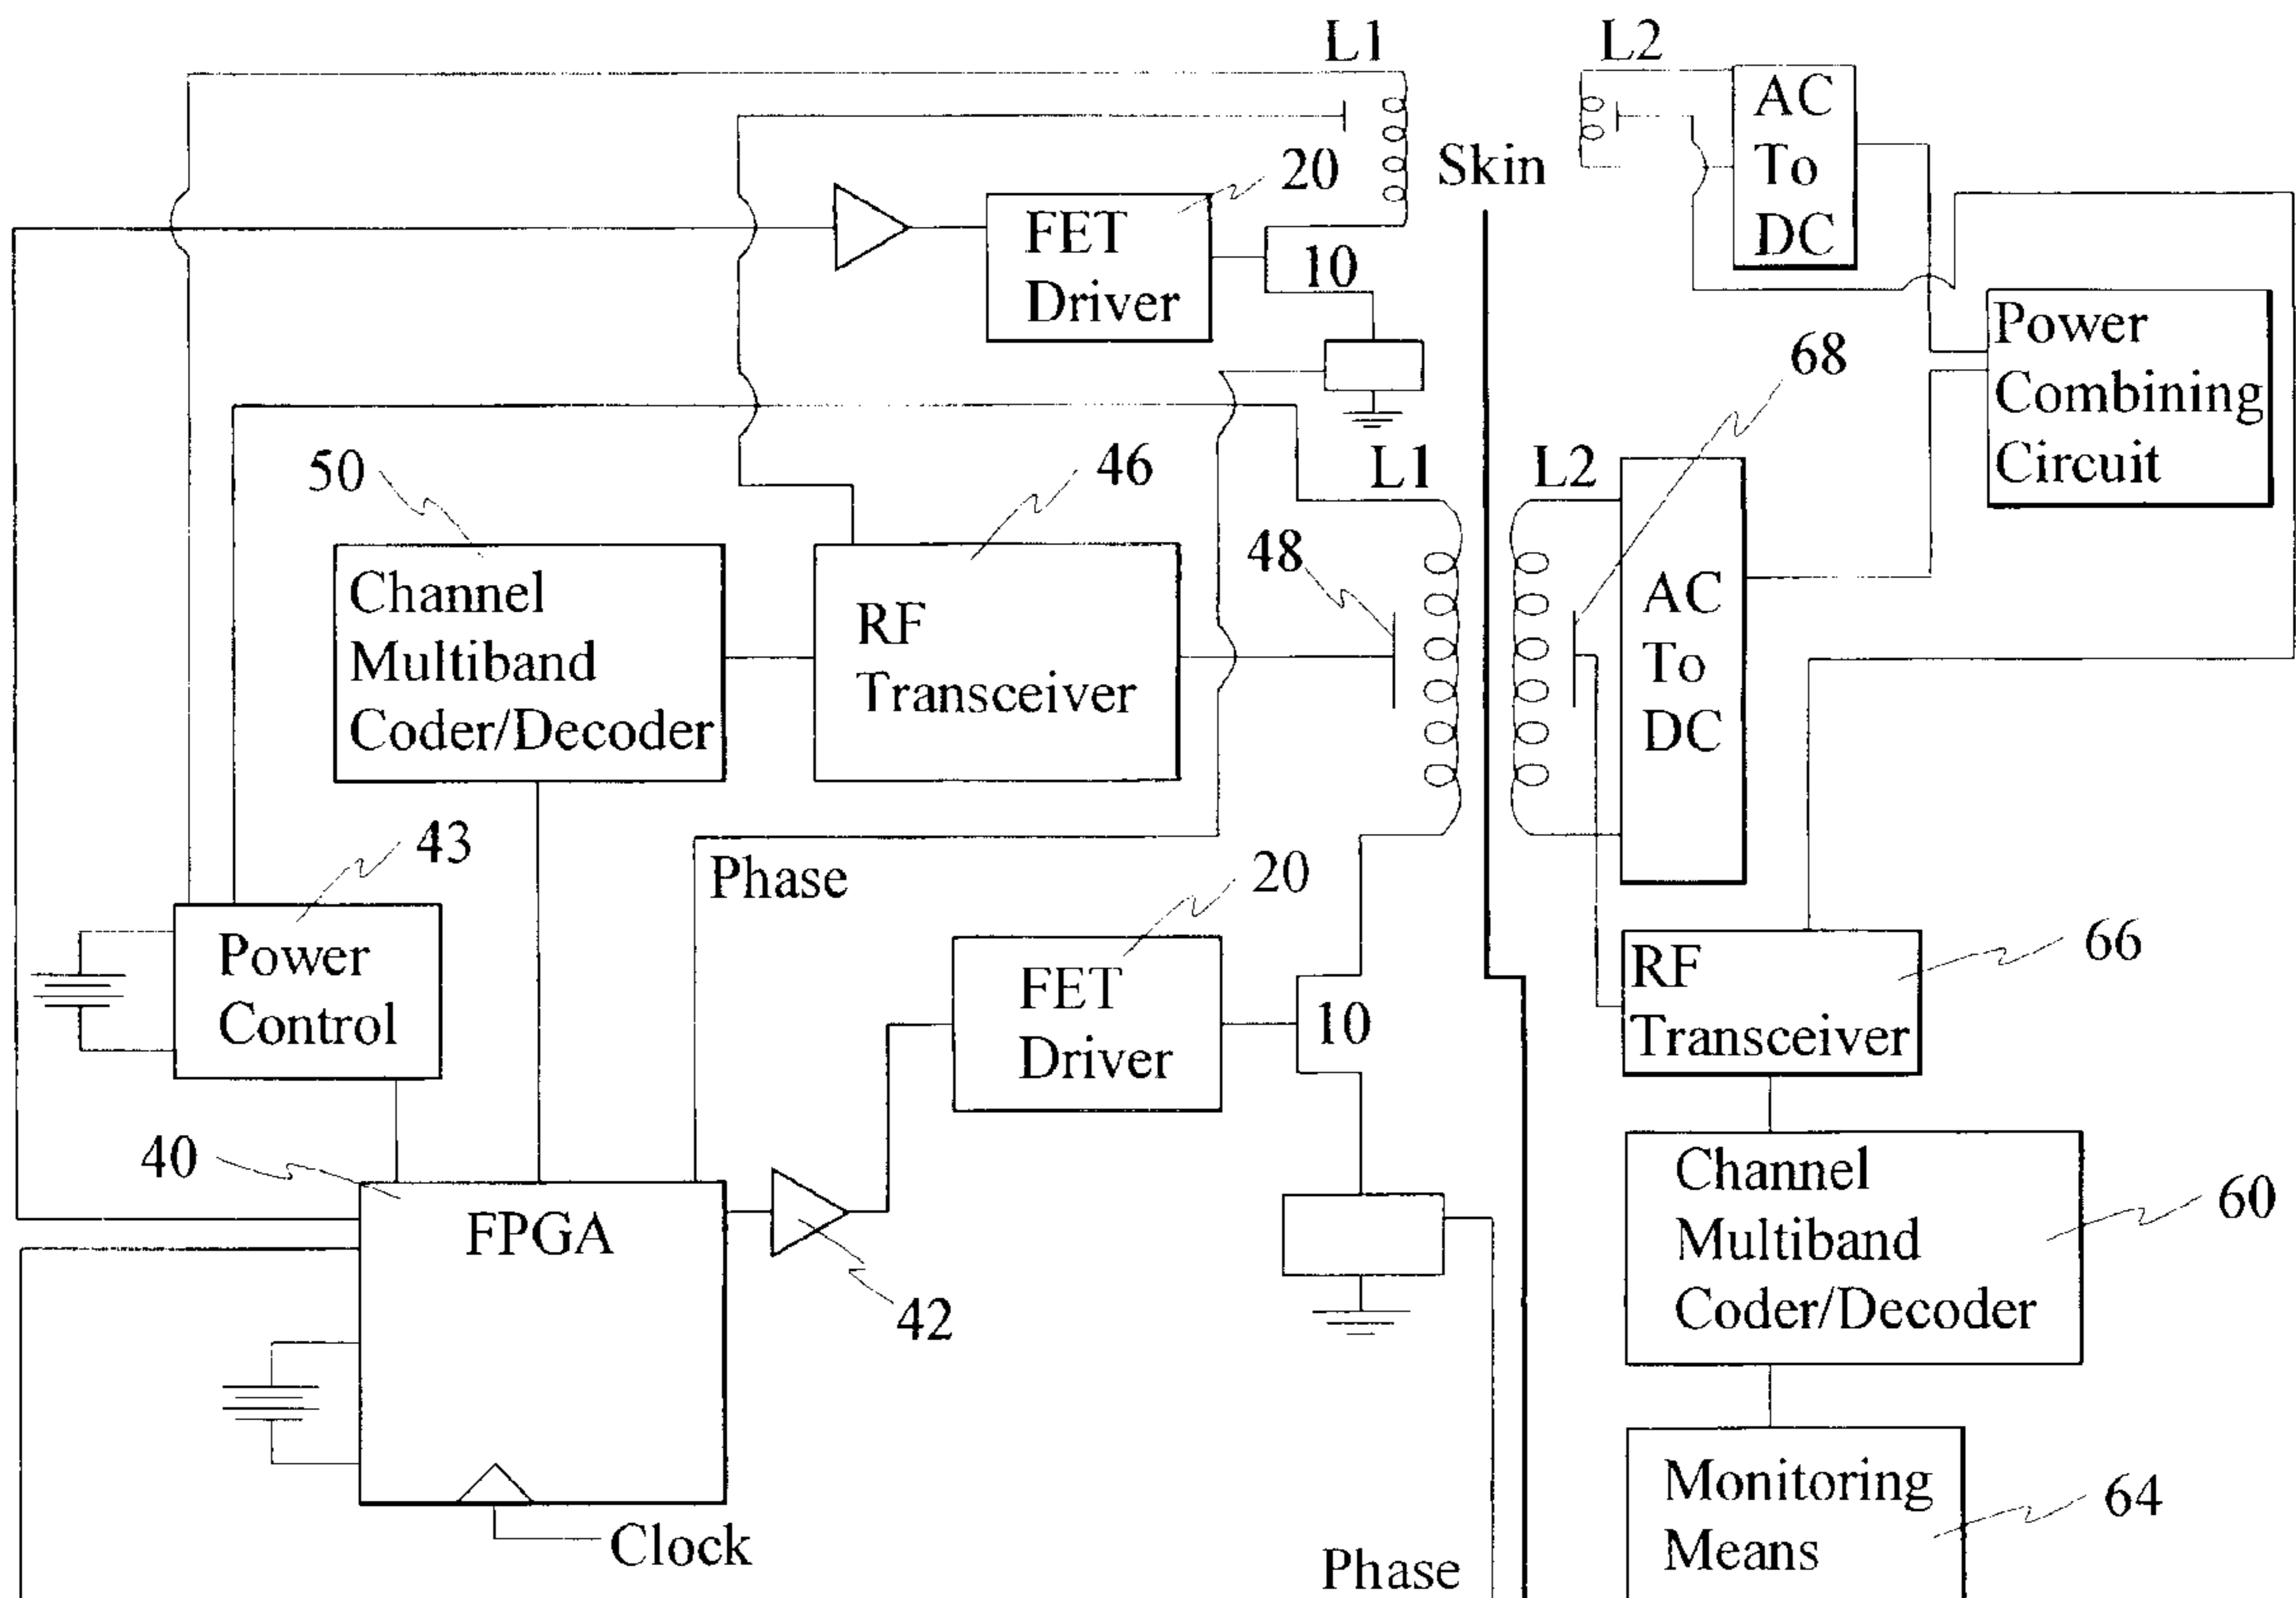 L1
L2
AC
To
DC
20
Skin
FET
Driver
10
Power
Combining
Circuit
68
50
46
L1
L2
48
Channel
Multiband
Coder/Decoder
RF
Transceiver
AC
To
DC
43
Phase
20
Power
Control
FET
Driver
10
RF
Transceiver
66
40
FPGA
42
Channel
Multiband
Coder/Decoder
60
Clock
Phase
Monitoring
Means
64